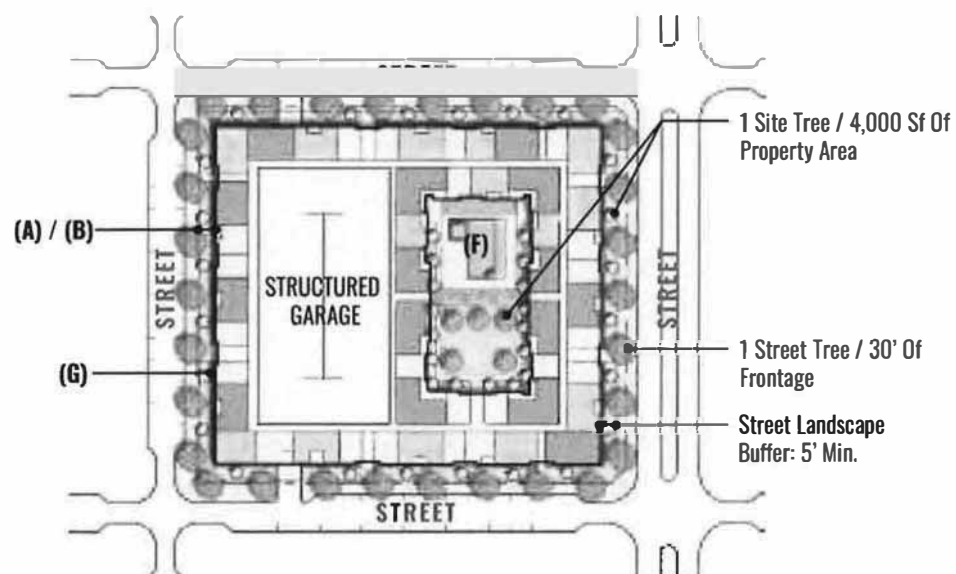 STREET
1 Site Tree / 4,000 Sf Of
Property Area
(A) / (B)
(F)
STREET
STRUCTURED
GARAGE
STREET
1 Street Tree / 30' Of
Frontage
(G)
Street Landscape
Buffer: 5' Min.
STREET